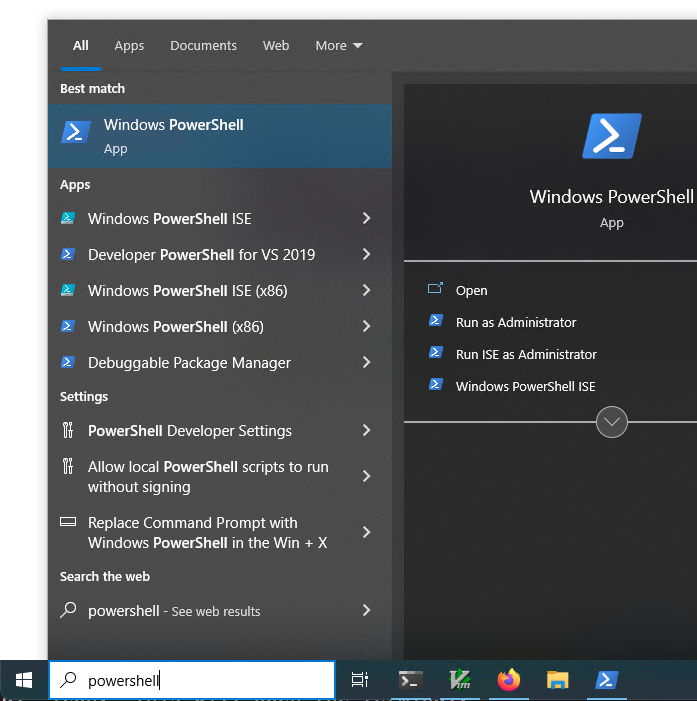 All Apps Documents Web More
Best match
Windows PowerShell
App
Apps
Windows PowerShell ISE
Developer PowerShell for VS 2019
Windows PowerShell ISE (x86)
Windows PowerShell (x86)
Debuggable Package Manager
Settings
PowerShell Developer Settings
Allow local PowerShell scripts to run
without signing
Replace Command Prompt with
Windows PowerShell in the Win + X
Search the web
powershell - See web results
Windows PowerShell
App
Open
Run as Administrator
Run ISE as Administrator
Windows PowerShell ISE
powershell